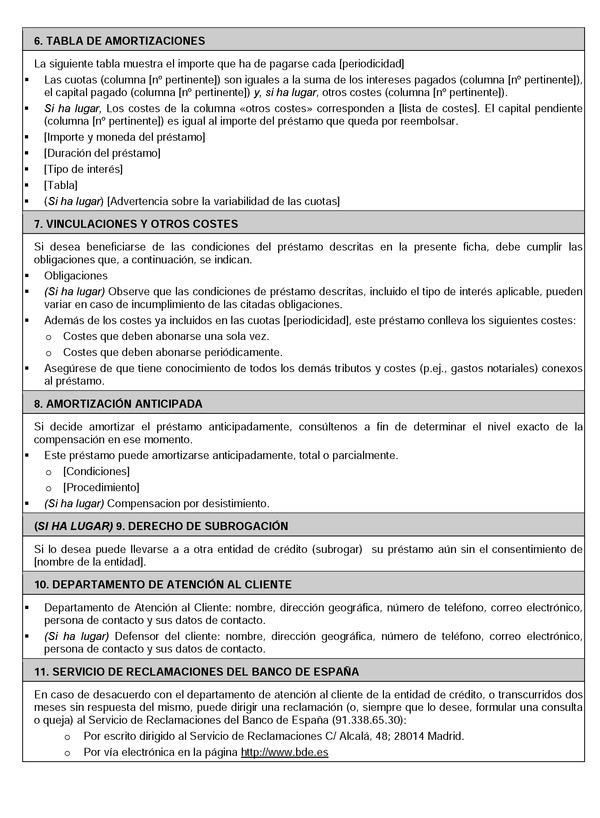 6. TABLA DE AMORTIZACIONES
La siguiente tabla muestra el importe que ha de pagarse cada [periodicidad]
▪ Las cuotas (columna [nº pertinente]) son iguales a la suma de los intereses pagados (columna [nº pertinente]),
el capital pagado (columna [nº pertinente]) y, si ha lugar, otros costes (columna [nº pertinente]).
▪ Si ha lugar, Los costes de la columna «otros costes» corresponden a [lista de costes]. El capital pendiente
(columna [nº pertinente]) es igual al importe del préstamo que queda por reembolsar.
▪ [Importe y moneda del préstamo]
▪ [Duración del préstamo]
▪ [Tipo de interés]
▪ [Tabla]
▪ (Si ha lugar) [Advertencia sobre la variabilidad de las cuotas]
7. VINCULACIONES Y OTROS COSTES
Si desea beneficiarse de las condiciones del préstamo descritas en la presente ficha, debe cumplir las
obligaciones que, a continuación, se indican.
▪ Obligaciones
▪ (Si ha lugar) Observe que las condiciones de préstamo descritas, incluido el tipo de interés aplicable, pueden
variar en caso de incumplimiento de las citadas obligaciones.
▪ Además de los costes ya incluidos en las cuotas [periodicidad], este préstamo conlleva los siguientes costes:
o Costes que deben abonarse una sola vez.
o Costes que deben abonarse periódicamente.
▪ Asegúrese de que tiene conocimiento de todos los demás tributos y costes (p.ej., gastos notariales) conexos
al préstamo.
8. AMORTIZACIÓN ANTICIPADA
Si decide amortizar el préstamo anticipadamente, consúltenos a fin de determinar el nivel exacto de la
compensación en ese momento.
▪ Este préstamo puede amortizarse anticipadamente, total o parcialmente.
o [Condiciones]
o [Procedimiento]
▪ (Si ha lugar) Compensacion por desistimiento.
(SI HA LUGAR) 9. DERECHO DE SUBROGACIÓN
Si lo desea puede llevarse a a otra entidad de crédito (subrogar) su préstamo aún sin el consentimiento de
[nombre de la entidad].
10. DEPARTAMENTO DE ATENCIÓN AL CLIENTE
▪ Departamento de Atención al Cliente: nombre, dirección geográfica, número de teléfono, correo electrónico,
persona de contacto y sus datos de contacto.
▪ (Si ha lugar) Defensor del cliente: nombre, dirección geográfica, número de teléfono, correo electrónico,
persona de contacto y sus datos de contacto.
11. SERVICIO DE RECLAMACIONES DEL BANCO DE ESPAÑA
En caso de desacuerdo con el departamento de atención al cliente de la entidad de crédito, o transcurridos dos
meses sin respuesta del mismo, puede dirigir una reclamación (o, siempre que lo desee, formular una consulta
o queja) al Servicio de Reclamaciones del Banco de España (91.338.65.30):
o Por escrito dirigido al Servicio de Reclamaciones C/ Alcalá, 48; 28014 Madrid.
o Por vía electrónica en la página http://www.bde.es